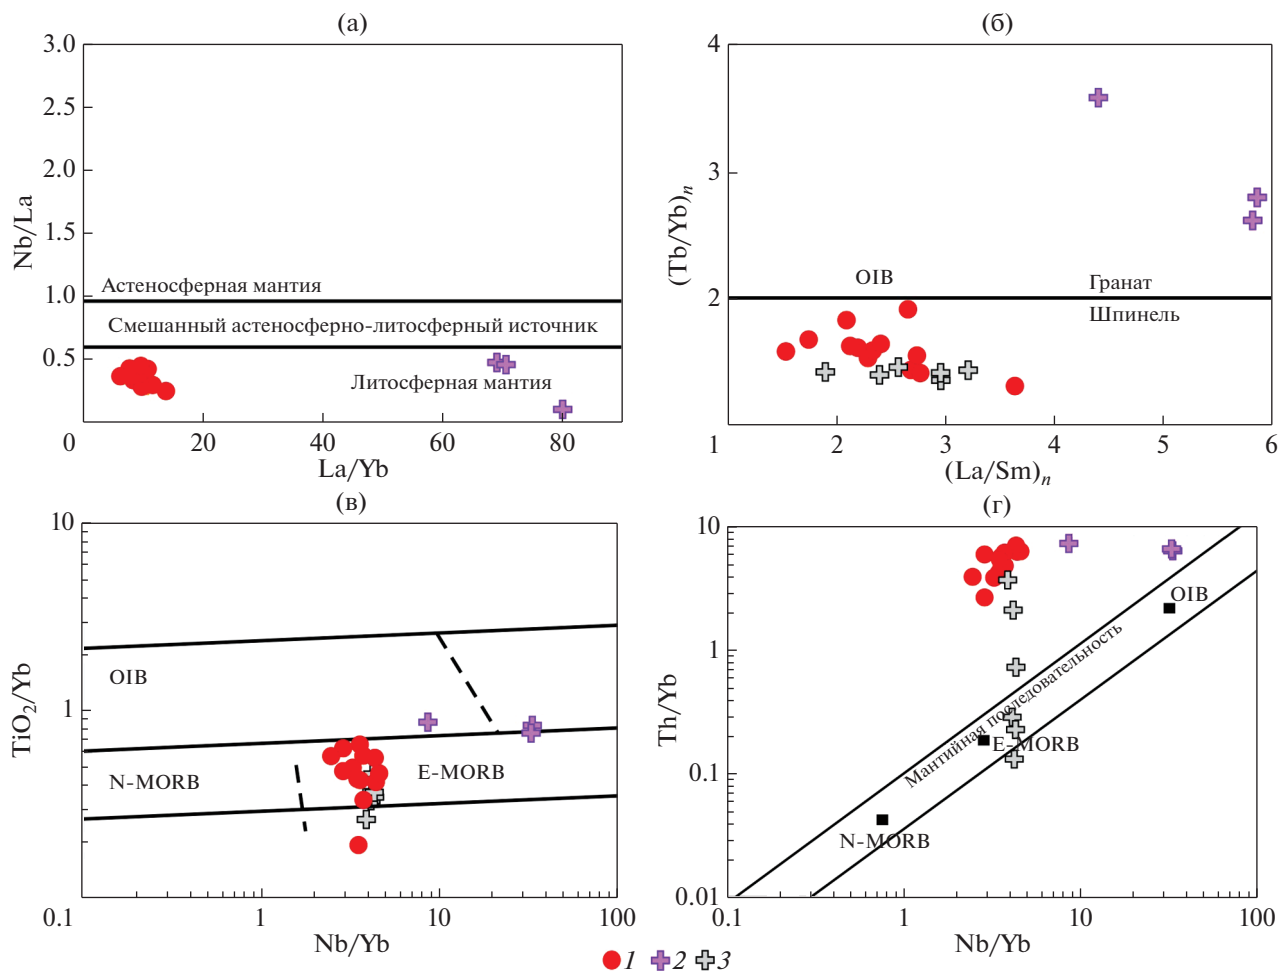 (а)
3.0
2.5
2.0
1.5
1.0
0.5
0
20
40
60
80
Nb/La
La/Yb
Астеносферная мантия
Смешанный астеносферно-литосферный источник
Литосферная мантия
(б)
4
3
2
1
1
2
3
4
5
6
(Tb/Yb)n
(La/Sm)n
OIB
Гранат
Шпинель
(в)
10
1
0.1
1
10
100
TiO2/Yb
Nb/Yb
OIB
N-MORB
E-MORB
(г)
10
1
0.1
0.01
0.1
1
10
100
Th/Yb
Nb/Yb
OIB
Мантийная последовательность
E-MORB
N-MORB
1 2 3